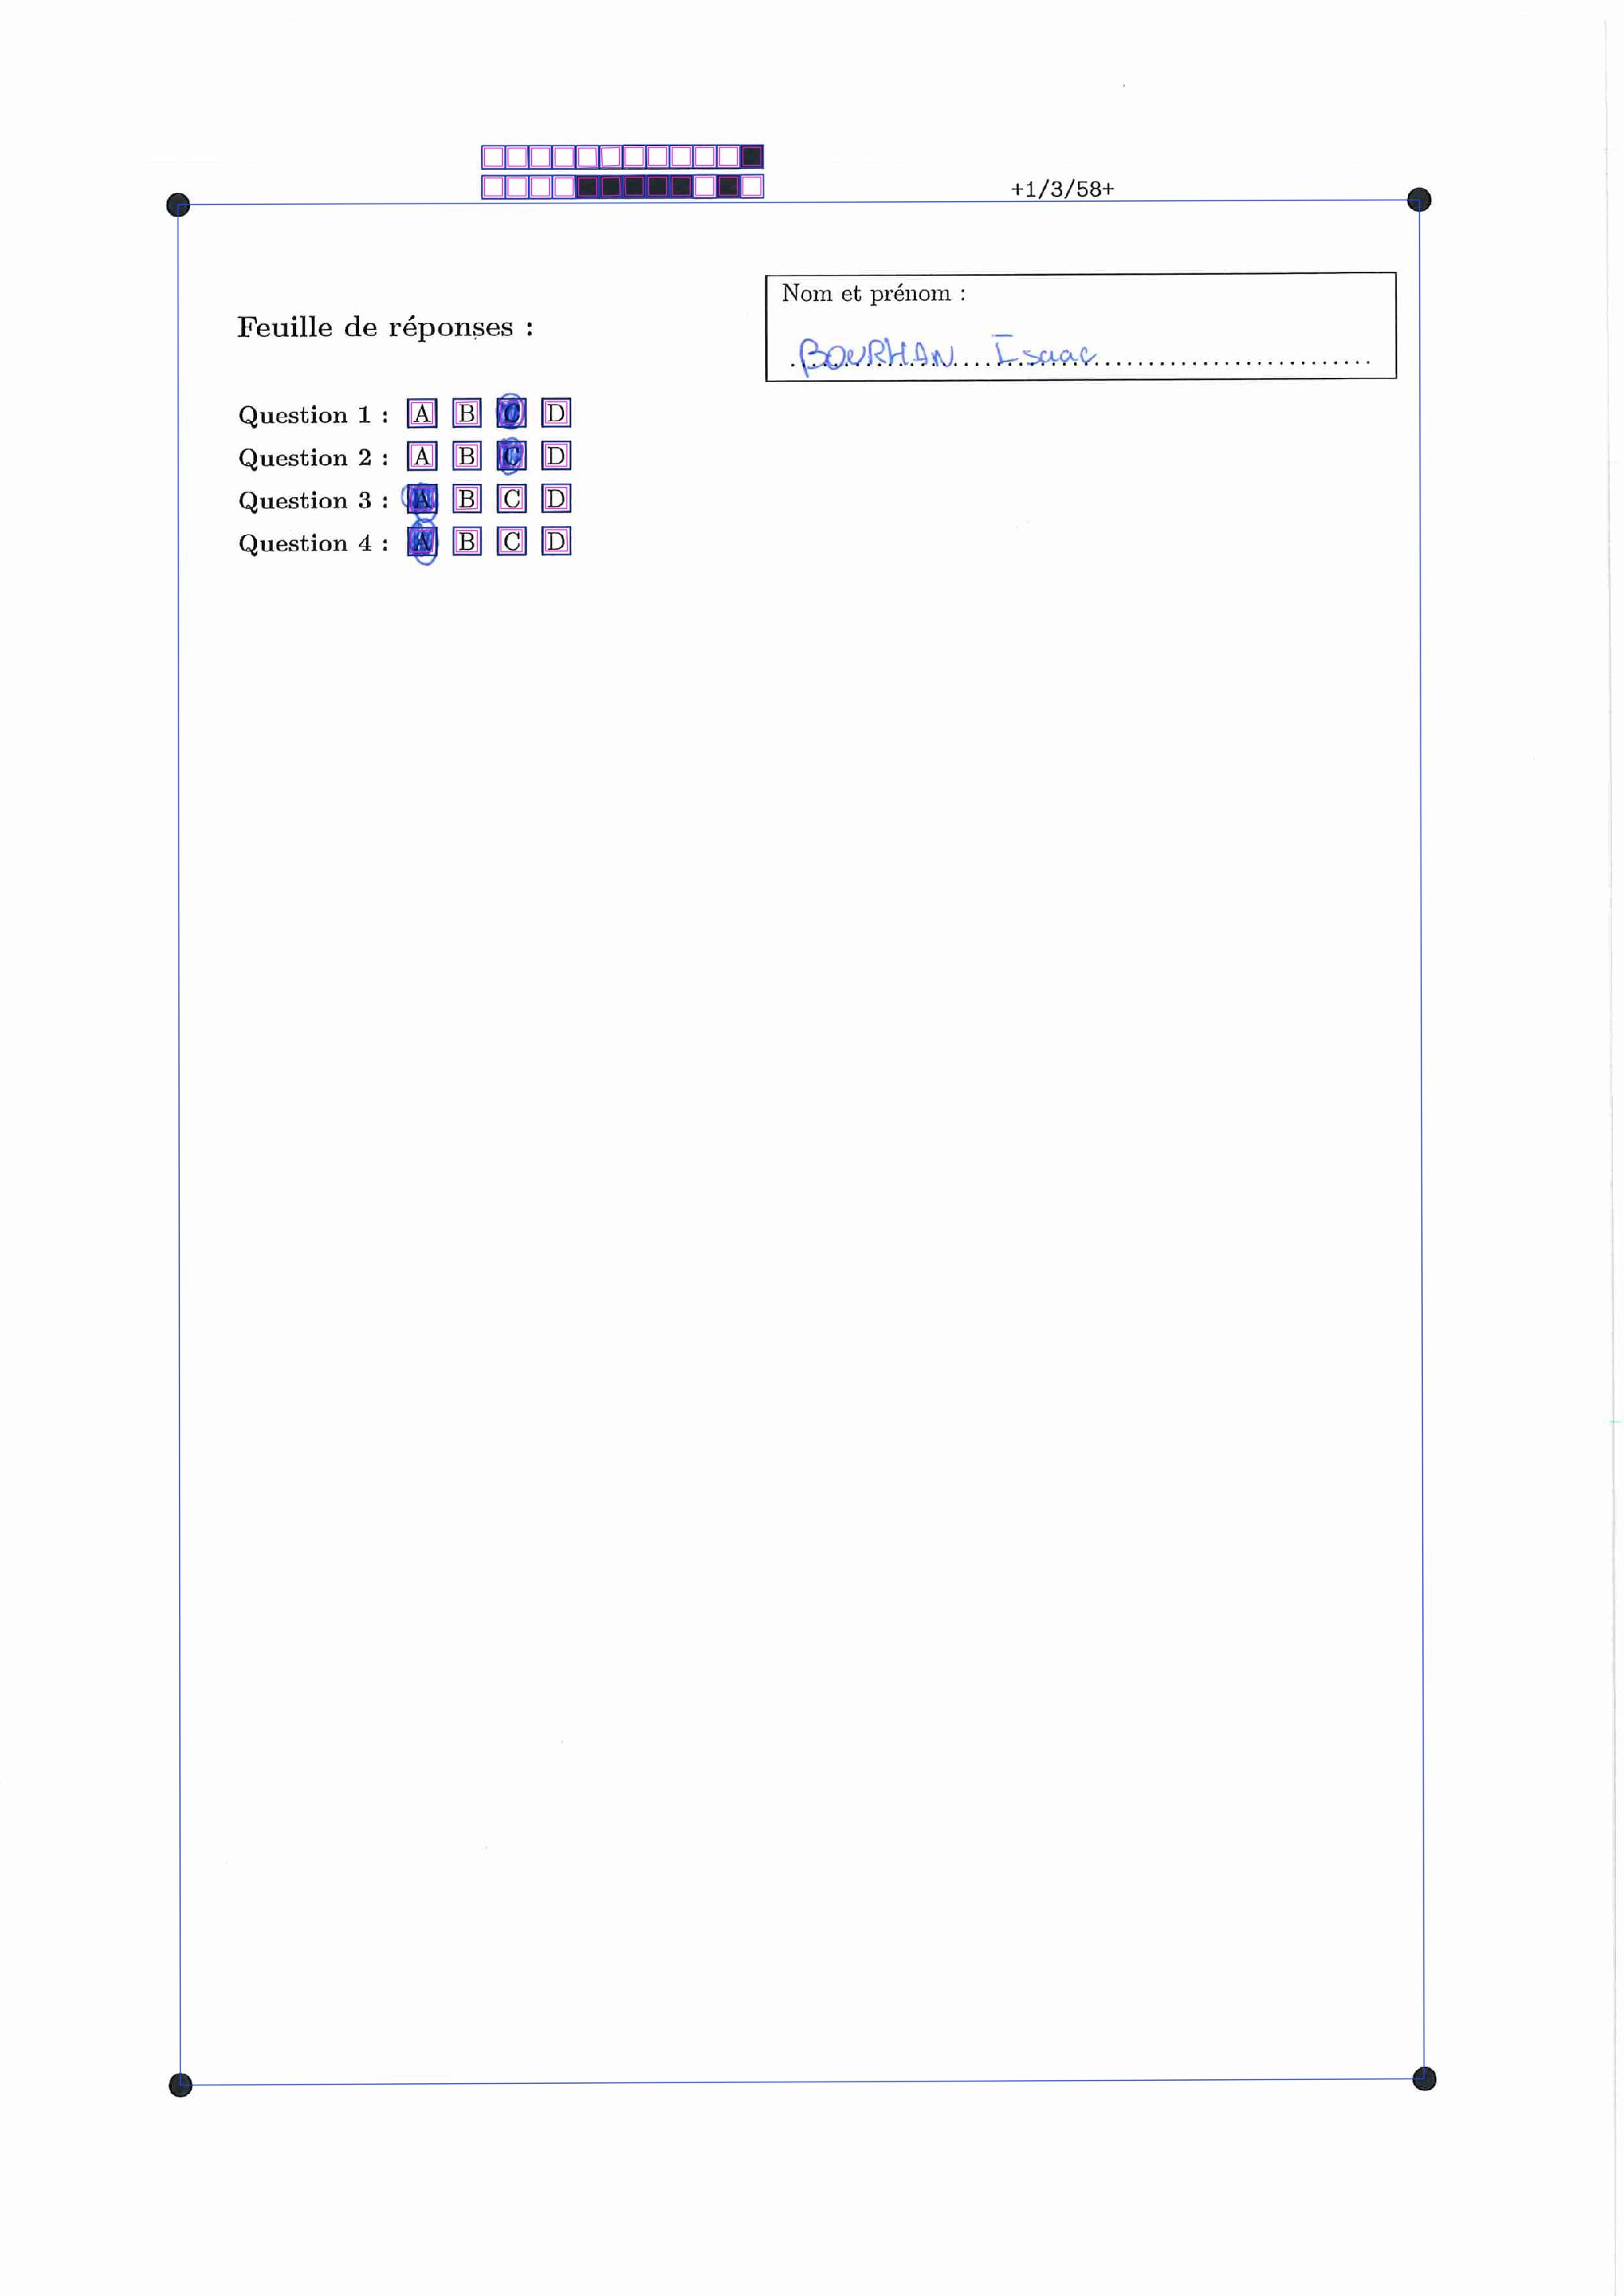 +1/3/58+
Nom et prénom :
Feuille de réponses :
BOURHAN Isaac
Question 1 : A B C D
Question 2 : A B C D
Question 3 : A B C D
Question 4 : A B C D